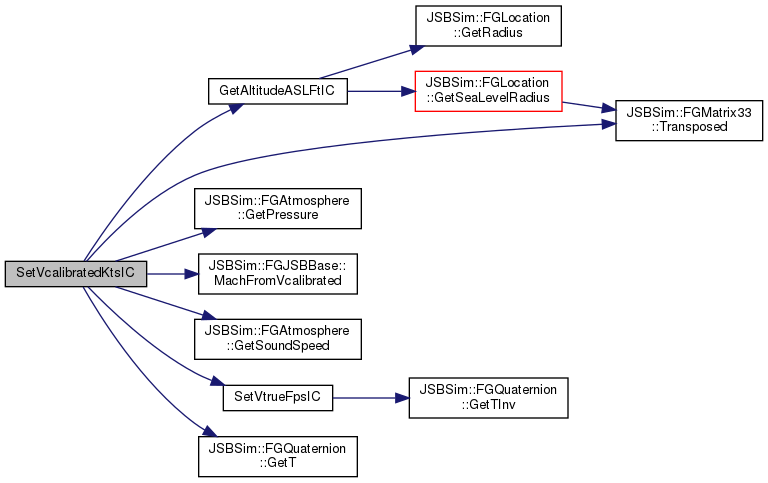 SetVcalibratedKtsIC
GetAltitudeASLFtIC
JSBSim::FGLocation
::GetRadius
JSBSim::FGLocation
::GetSeaLevelRadius
JSBSim::FGMatrix33
::Transposed
JSBSim::FGAtmosphere
::GetPressure
JSBSim::FGJSBBase::
MachFromVcalibrated
JSBSim::FGAtmosphere
::GetSoundSpeed
SetVtrueFpsIC
JSBSim::FGQuaternion
::GetTInv
JSBSim::FGQuaternion
::GetT